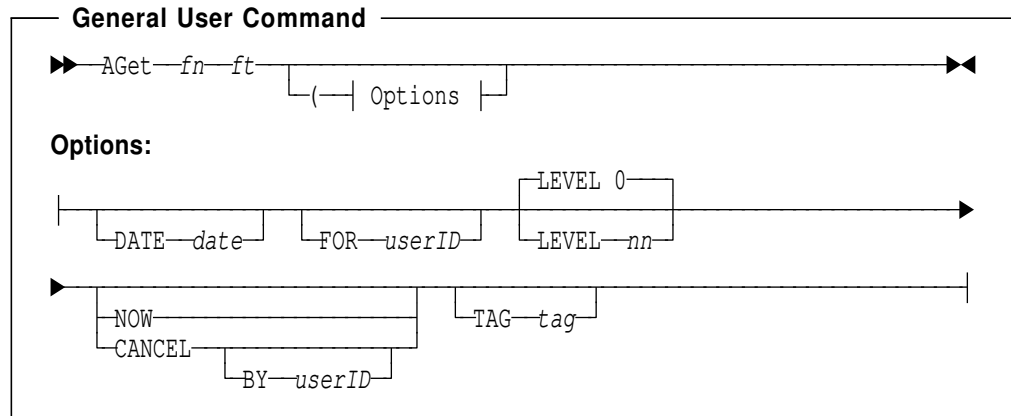 General User Command
AGet fn ft
( Options
Options:
LEVEL 0
DATE date FOR userID LEVEL nn
NOW TAG tag
CANCEL
BY userID